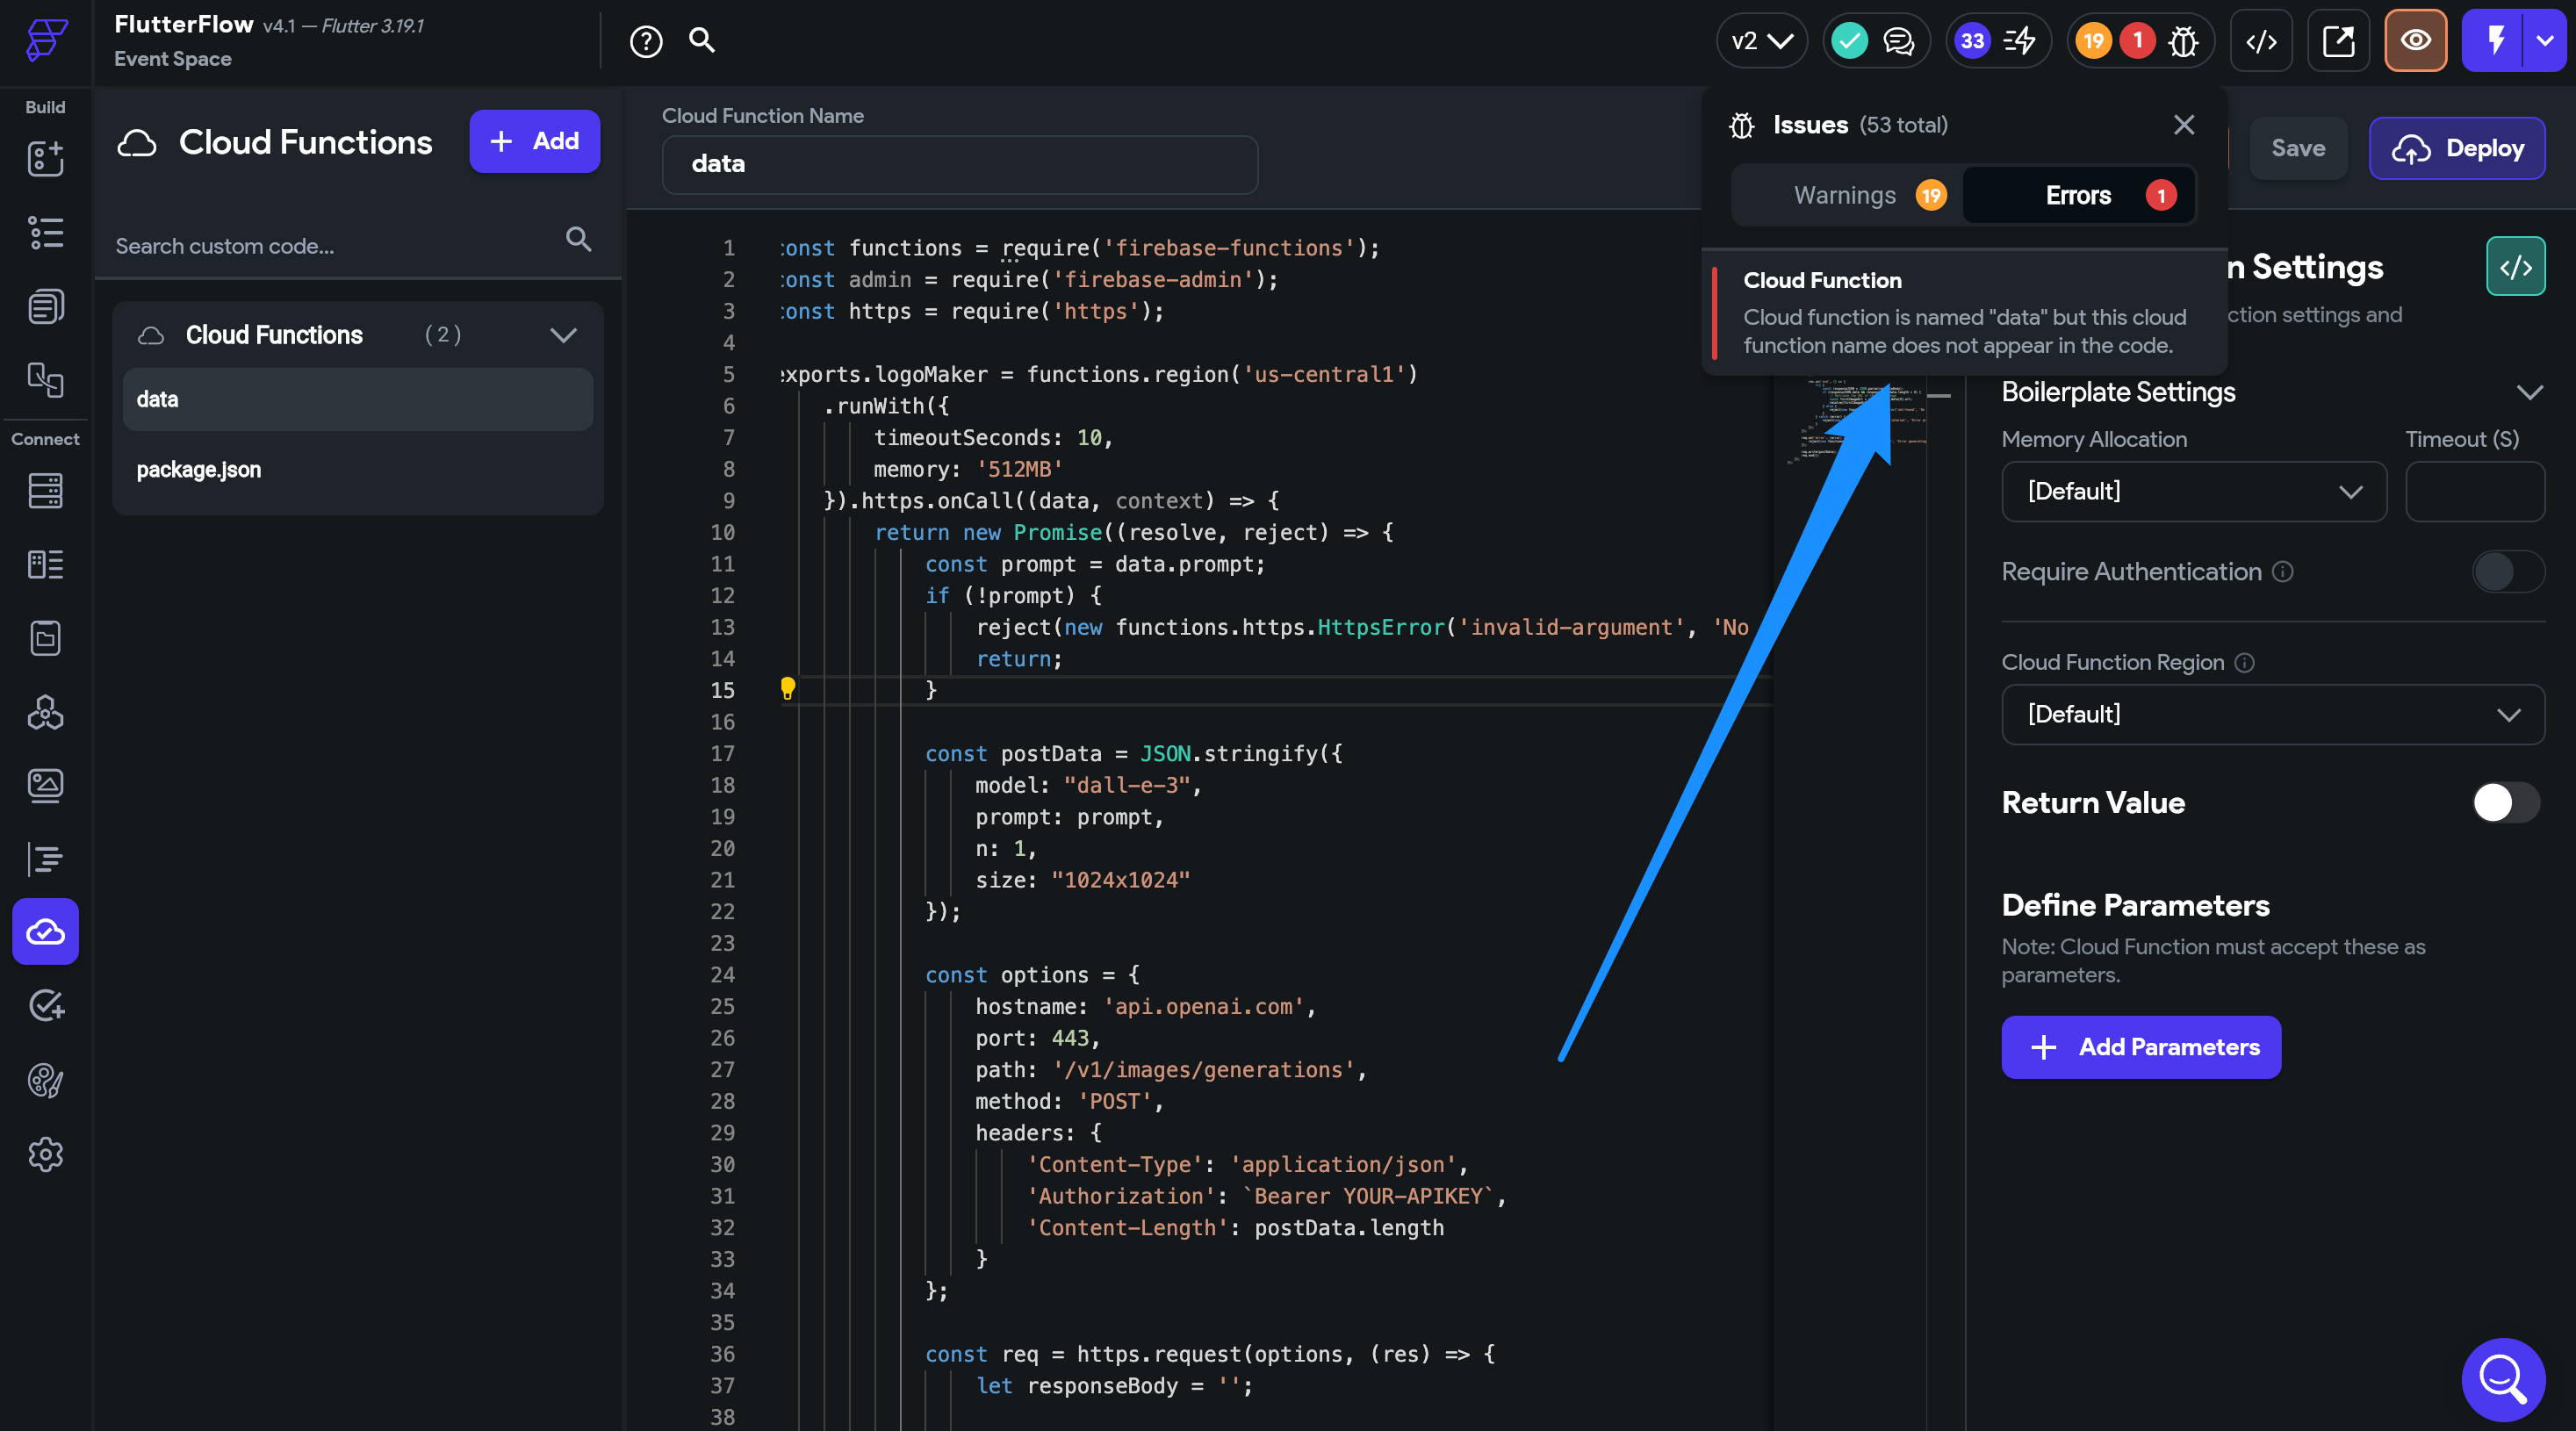 FlutterFlow v4.1 — Flutter 3.19.1
Event Space
v2
33
19
1
Build
Connect
Cloud Functions
+ Add
Search custom code...
Cloud Functions (2)
data
package.json
Cloud Function Name
data
Issues (53 total)
Warnings 19
Errors 1
Cloud Function
Cloud function is named "data" but this cloud
function name does not appear in the code.
Save
Deploy
1 const functions = require('firebase-functions');
2 const admin = require('firebase-admin');
3 const https = require('https');
4
5 exports.logoMaker = functions.region('us-central1')
6 .runWith({
7 timeoutSeconds: 10,
8 memory: '512MB'
9 }).https.onCall((data, context) => {
10 return new Promise((resolve, reject) => {
11 const prompt = data.prompt;
12 if (!prompt) {
13 reject(new functions.https.HttpsError('invalid-argument', 'No
14 return;
15 }
16
17 const postData = JSON.stringify({
18 model: "dall-e-3",
19 prompt: prompt,
20 n: 1,
21 size: "1024x1024"
22 });
23
24 const options = {
25 hostname: 'api.openai.com',
26 port: 443,
27 path: '/v1/images/generations',
28 method: 'POST',
29 headers: {
30 'Content-Type': 'application/json',
31 'Authorization': `Bearer YOUR-APIKEY`,
32 'Content-Length': postData.length
33 }
34 };
35
36 const req = https.request(options, (res) => {
37 let responseBody = '';
38
n Settings
ction settings and
Boilerplate Settings
Memory Allocation
Timeout (S)
[Default]
Require Authentication
Cloud Function Region
[Default]
Return Value
Define Parameters
Note: Cloud Function must accept these as
parameters.
+ Add Parameters